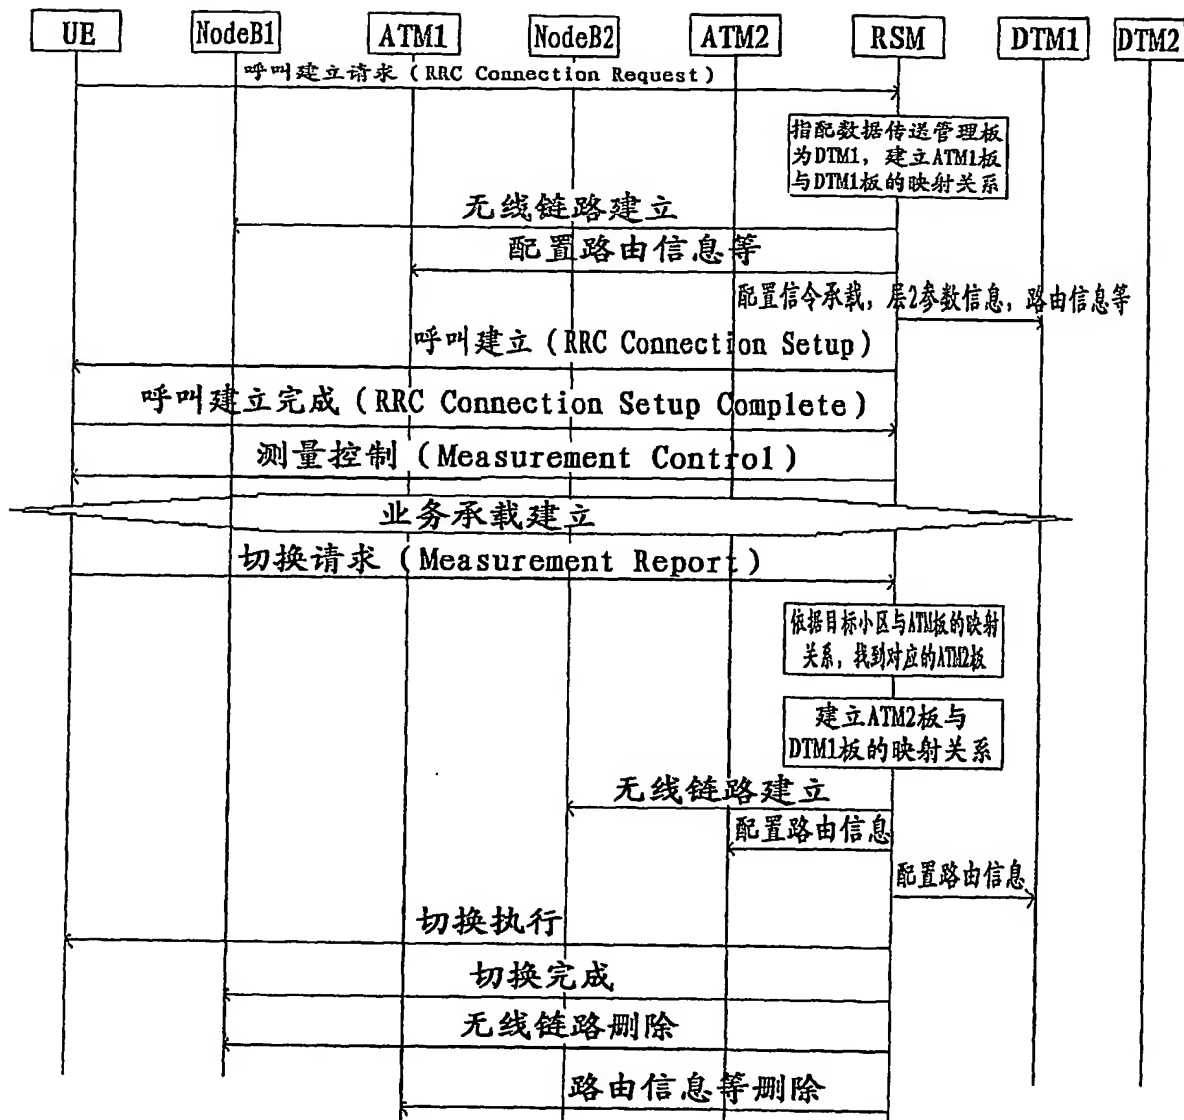 UE NodeB1 ATM1 NodeB2 ATM2 RSM DTM1 DTM2
呼叫建立请求（RRC Connection Request）
指配数据传送管理板
为DTM1，建立ATM1板
与DTM1板的映射关系
无线链路建立
配置路由信息等
配置信令承载，层2参数信息，路由信息等
呼叫建立（RRC Connection Setup）
呼叫建立完成（RRC Connection Setup Complete）
测量控制（Measurement Control）
业务承载建立
切换请求（Measurement Report）
依据目标小区与ATM板的映射
关系，找到对应的ATM2板
建立ATM2板与
DTM1板的映射关系
无线链路建立
配置路由信息
配置路由信息
切换执行
切换完成
无线链路删除
路由信息等删除